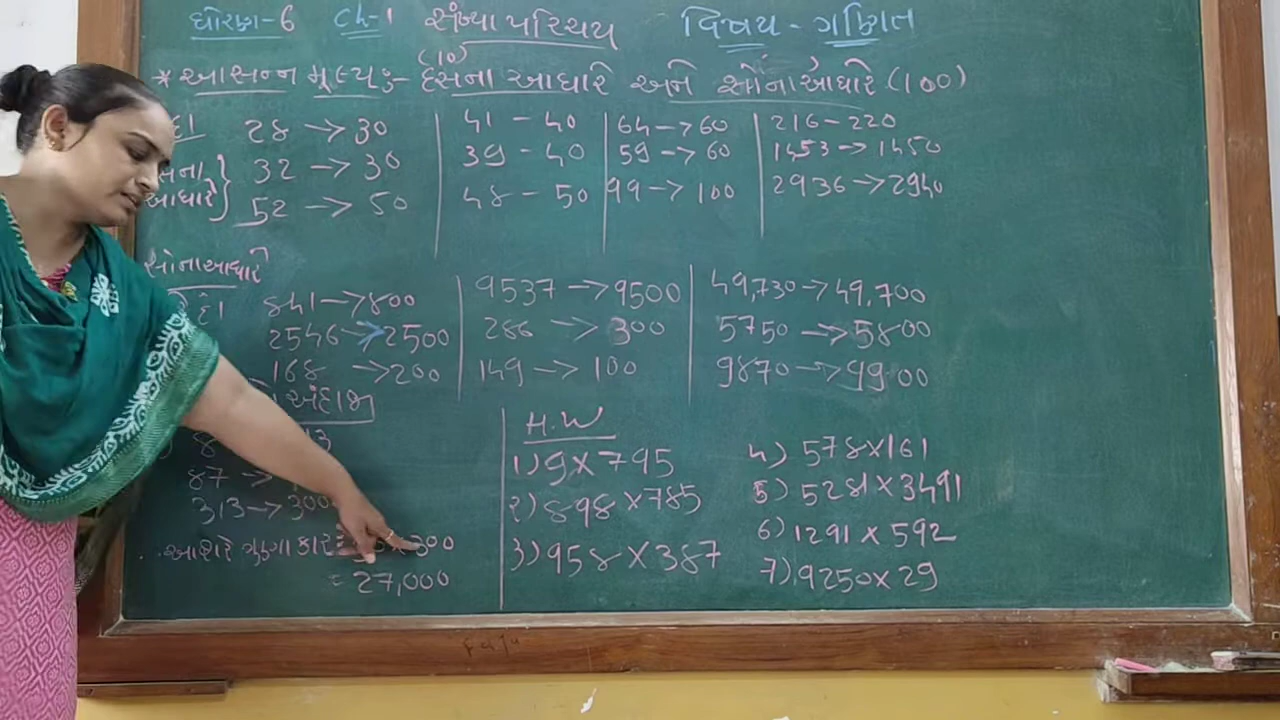 ધોરણ-6 Ch-1 સંખ્યા પરિચય વિષય - ગણિત
(10)
* આસન્ન મૂલ્ય:- દસના આધારે અને સોના આધારે (100)
28 → 30
32 → 30
આધારે} 52 → 50
41 - 40
39 - 40
48 - 50
64 → 60
59 → 60
99 → 100
216 - 220
1453 → 1450
2936 → 2940
સોના આધારે
841 → 800
2546 → 2500
168 → 200
9537 → 9500
286 → 300
149 → 100
49,730 → 49,700
5750 → 5800
9870 → 9900
અંદાજ
87 →
313 → 300
∴ આશરે ગુણાકાર = × 300
= 27,000
H.W
1) 9 × 795
2) 898 × 785
3) 958 × 387
4) 578 × 161
5) 5281 × 3491
6) 1291 × 592
7) 9250 × 29